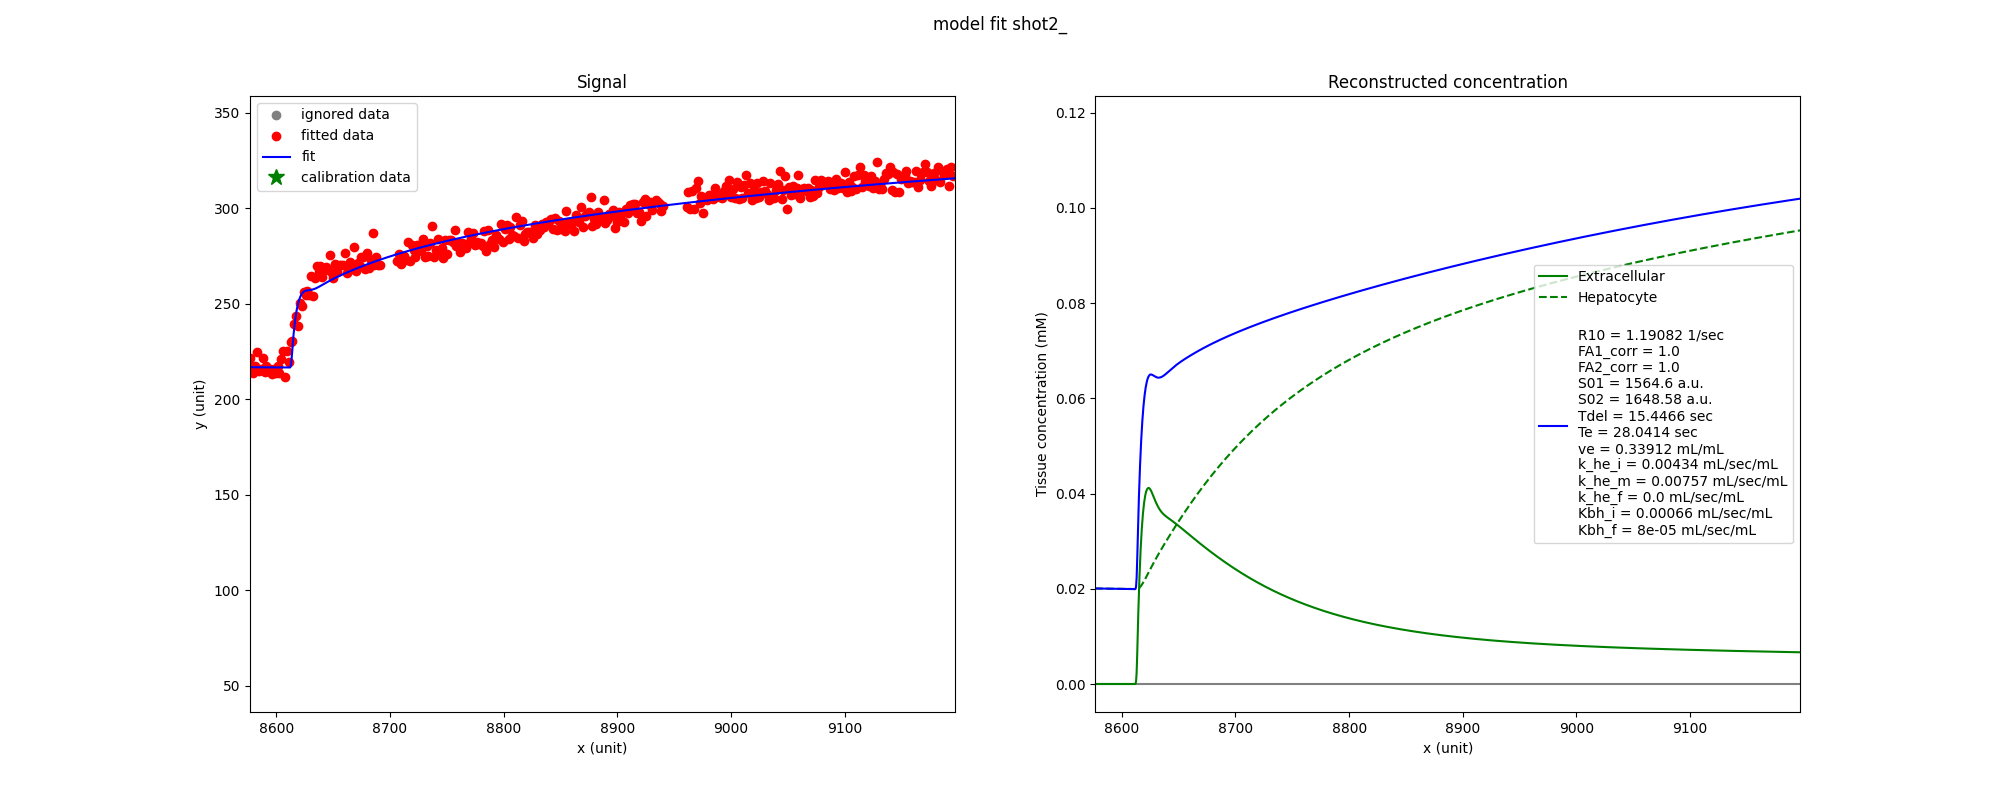 model fit shot2_
Signal
350
300
250
200
150
100
50
y (unit)
ignored data
fitted data
fit
calibration data
8600
8700
8800
8900
9000
9100
x (unit)
Reconstructed concentration
0.12
0.10
0.08
0.06
0.04
0.02
0.00
Tissue concentration (mM)
Extracellular
Hepatocyte
R10 = 1.19082 1/sec
FA1_corr = 1.0
FA2_corr = 1.0
S01 = 1564.6 a.u.
S02 = 1648.58 a.u.
Tdel = 15.4466 sec
Te = 28.0414 sec
ve = 0.33912 mL/mL
k_he_i = 0.00434 mL/sec/mL
k_he_m = 0.00757 mL/sec/mL
k_he_f = 0.0 mL/sec/mL
Kbh_i = 0.00066 mL/sec/mL
Kbh_f = 8e-05 mL/sec/mL
8600
8700
8800
8900
9000
9100
x (unit)